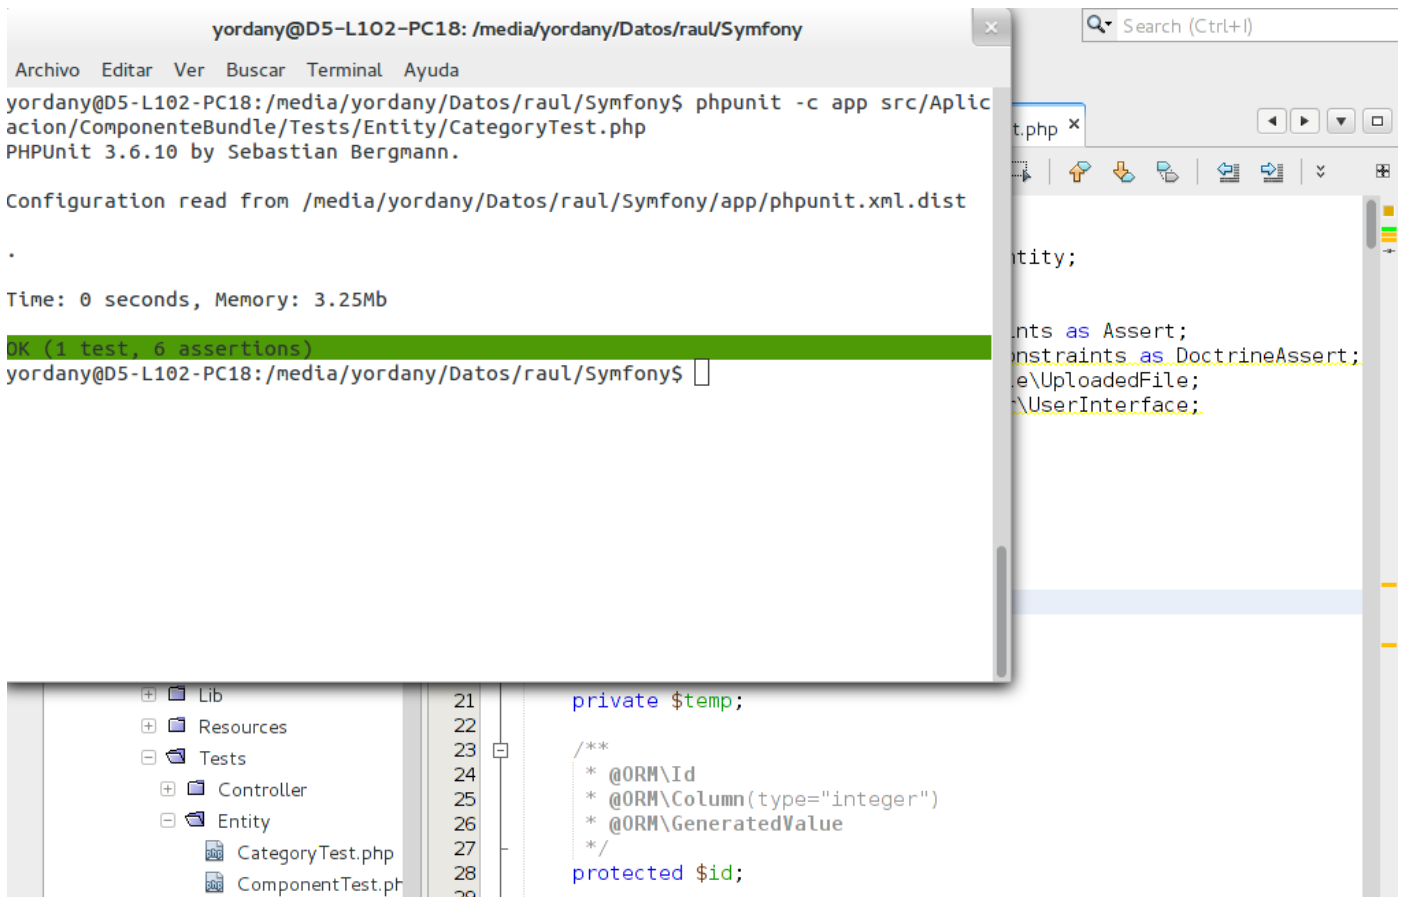 yordany@D5-L102-PC18: /media/yordany/Datos/raul/Symfony
Archivo Editar Ver Buscar Terminal Ayuda
yordany@D5-L102-PC18:/media/yordany/Datos/raul/Symfony$ phpunit -c app src/Aplic
acion/ComponenteBundle/Tests/Entity/CategoryTest.php
PHPUnit 3.6.10 by Sebastian Bergmann.
Configuration read from /media/yordany/Datos/raul/Symfony/app/phpunit.xml.dist
.
Time: 0 seconds, Memory: 3.25Mb
OK (1 test, 6 assertions)
yordany@D5-L102-PC18:/media/yordany/Datos/raul/Symfony$
Search (Ctrl+I)
t.php
ntity;
ints as Assert;
onstraints as DoctrineAssert;
le\UploadedFile;
r\UserInterface;
Lib
Resources
Tests
Controller
Entity
CategoryTest.php
ComponentTest.ph
21 private $temp;
22
23 /**
24 * @ORM\Id
25 * @ORM\Column(type="integer")
26 * @ORM\GeneratedValue
27 */
28 protected $id;
29